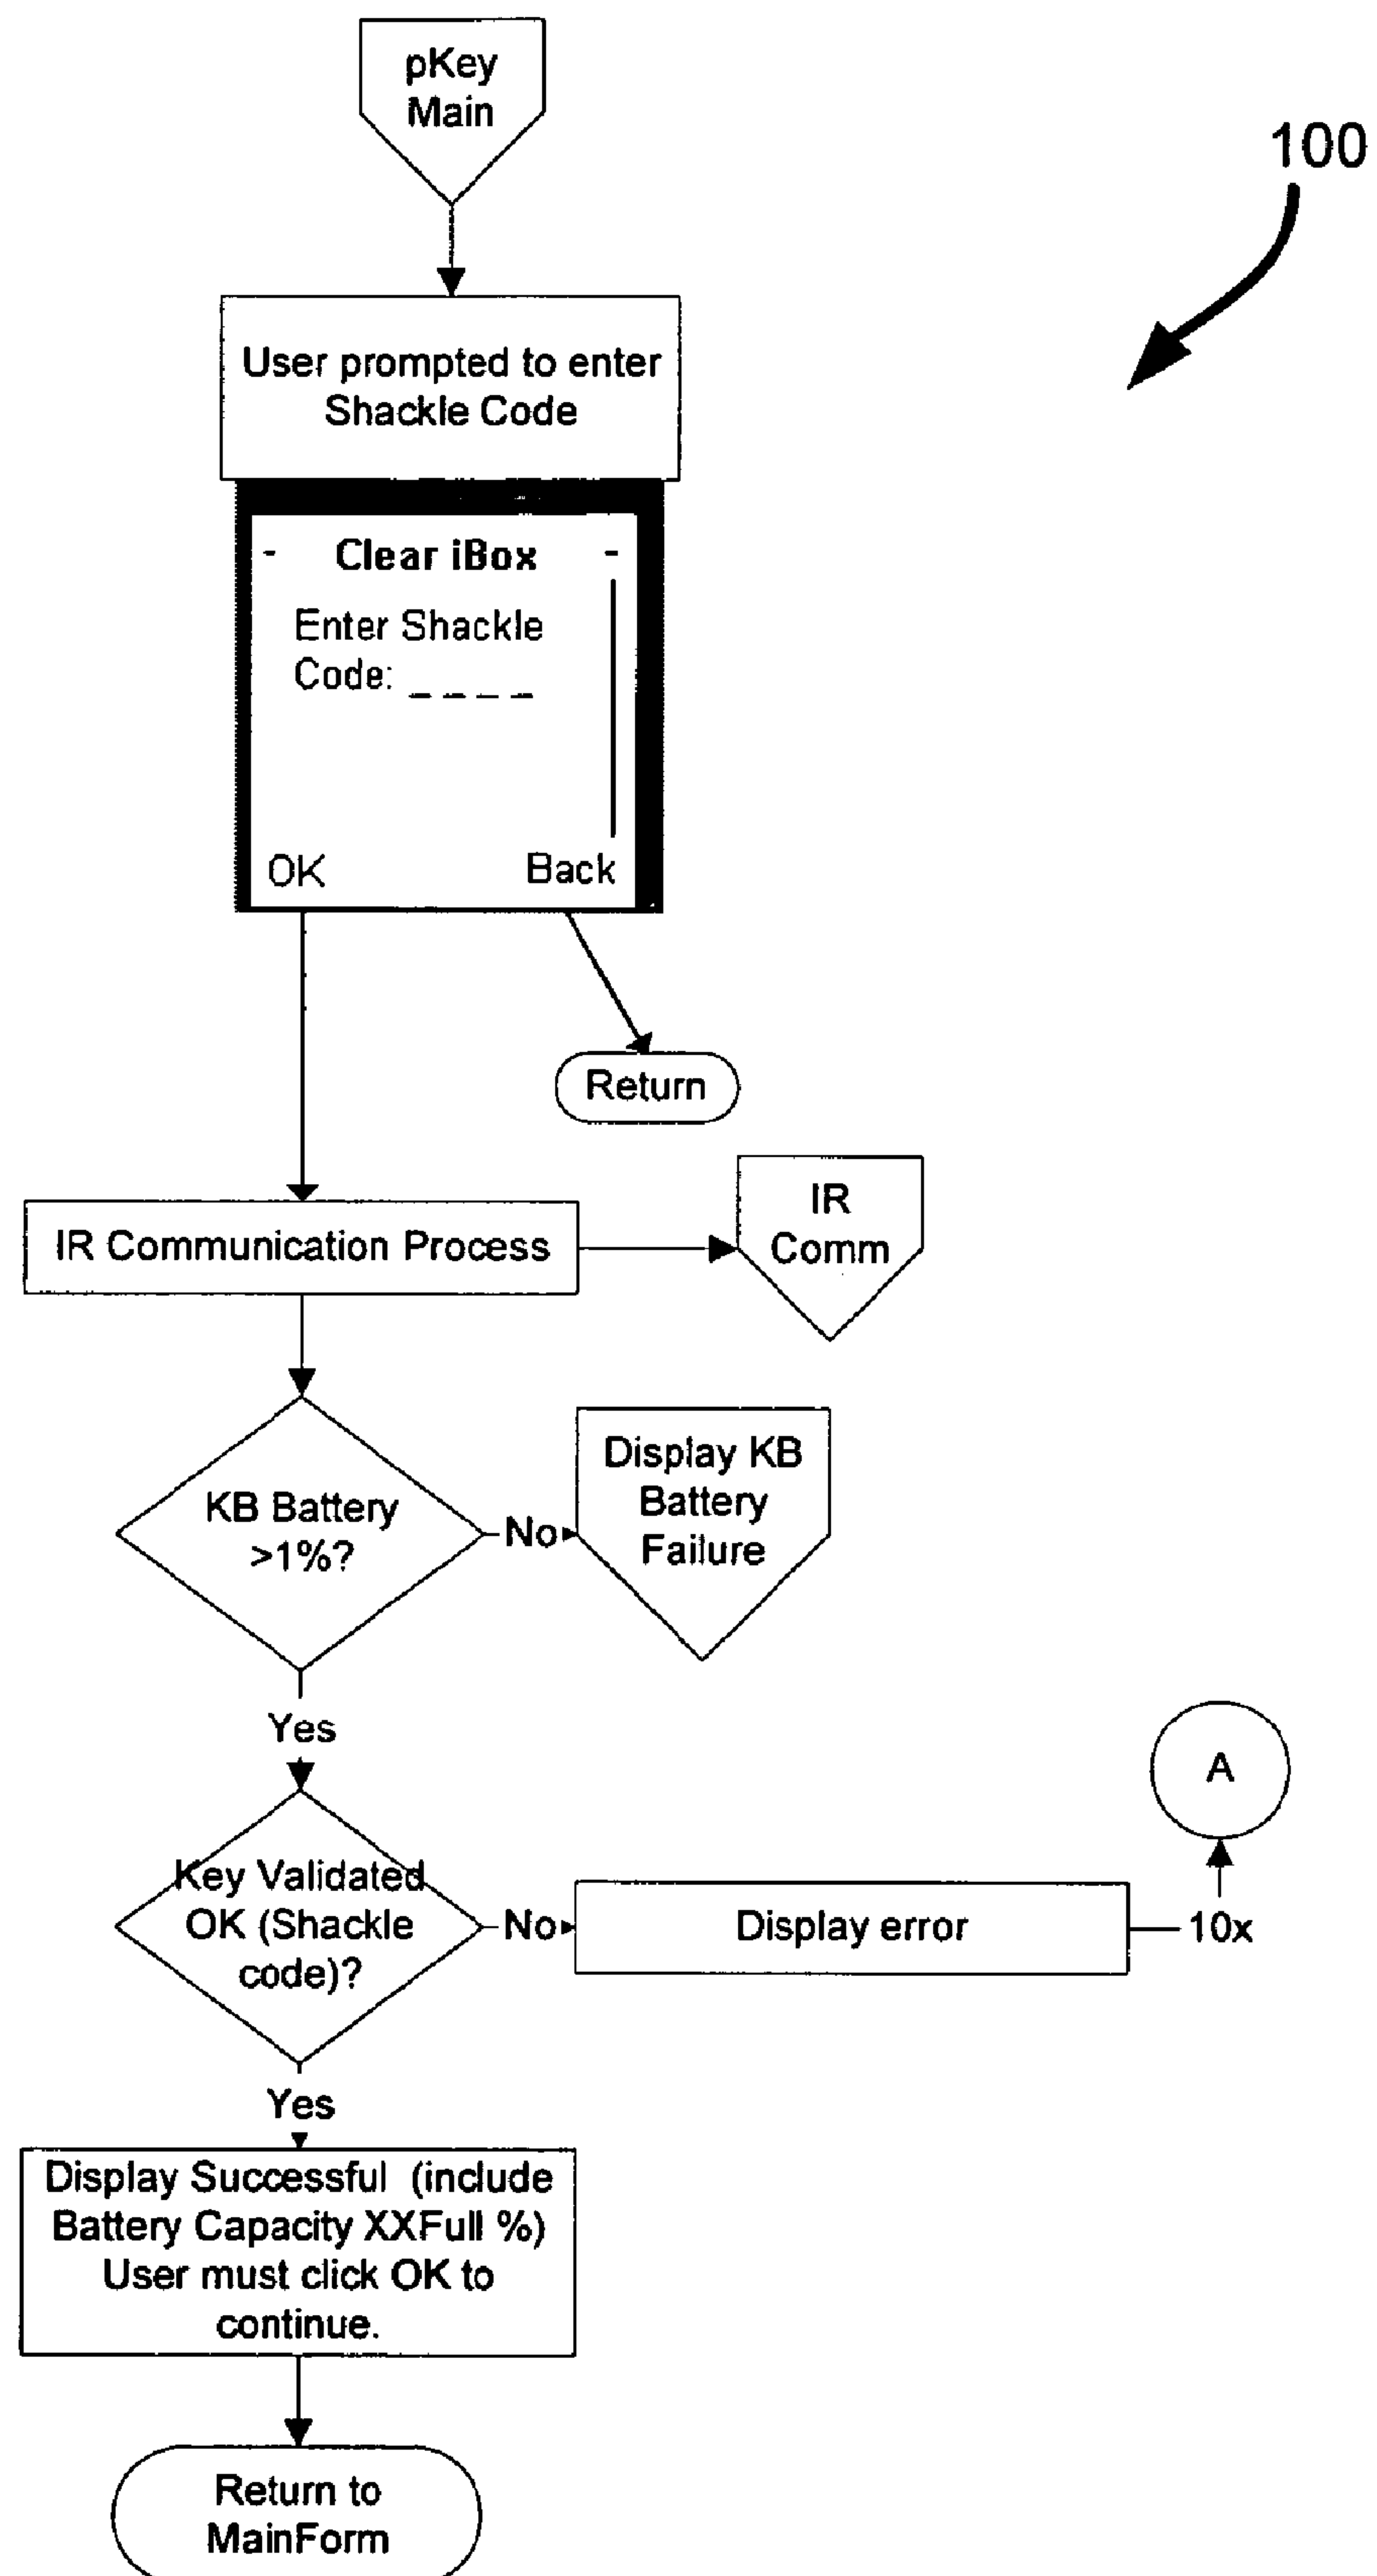 pKey
Main
100
User prompted to enter
Shackle Code
- Clear iBox -
Enter Shackle
Code: _ _ _ _
OK Back
Return
IR Communication Process
IR
Comm
KB Battery
>1%?
No
Display KB
Battery
Failure
Yes
A
Key Validated
OK (Shackle
code)?
No
Display error
10x
Yes
Display Successful (include
Battery Capacity XXFull %)
User must click OK to
continue.
Return to
MainForm